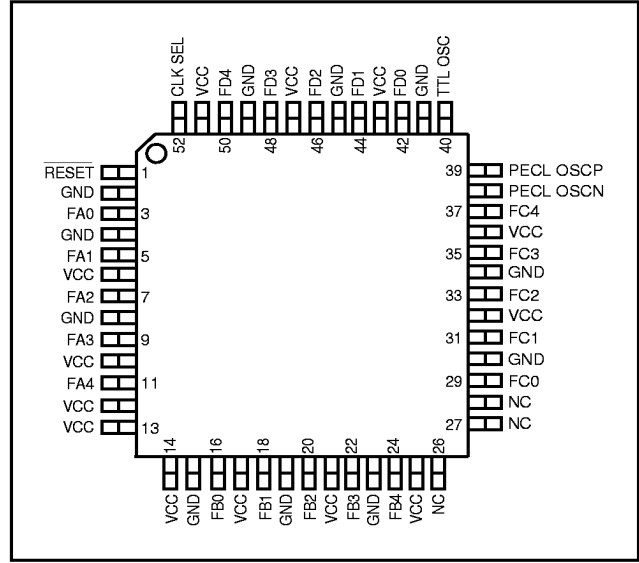 CLK SEL VCC FD4 GND FD3 VCC FD2 GND FD1 VCC FD0 GND TTL OSC
52 50 48 46 44 42 40
RESET 1 39 PECL OSCP
GND PECL OSCN
FA0 3 37 FC4
GND VCC
FA1 5 35 FC3
VCC GND
FA2 7 33 FC2
GND VCC
FA3 9 31 FC1
VCC GND
FA4 11 29 FC0
VCC NC
VCC 13 27 NC
14 16 18 20 22 24 26
VCC GND FB0 VCC FB1 GND FB2 VCC FB3 GND FB4 VCC NC